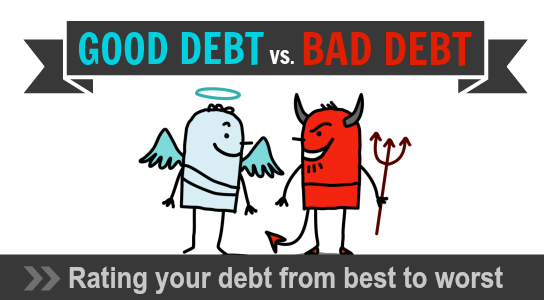 GOOD DEBT vs. BAD DEBT
Rating your debt from best to worst